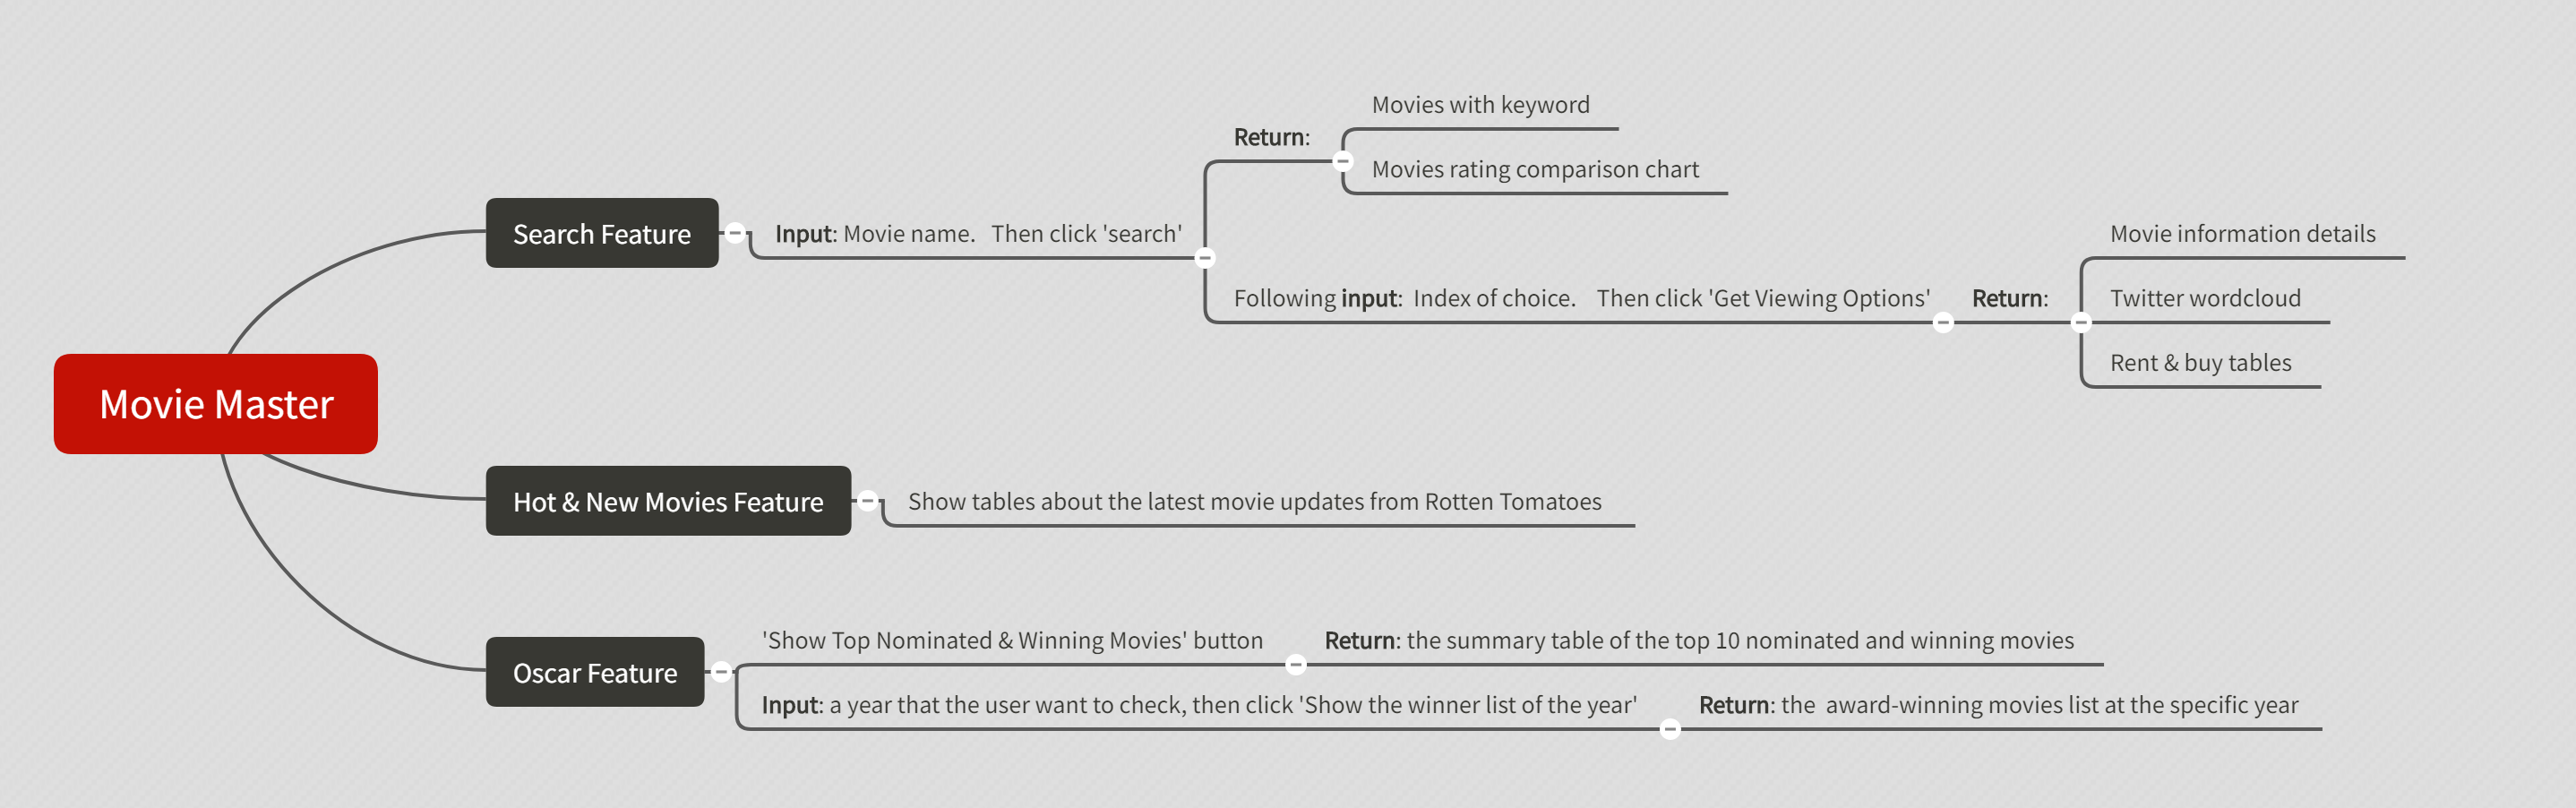 Movie Master
Search Feature
Input: Movie name.   Then click 'search'
Return:
Movies with keyword
Movies rating comparison chart
Following input:  Index of choice.    Then click 'Get Viewing Options'
Return:
Movie information details
Twitter wordcloud
Rent & buy tables
Hot & New Movies Feature
Show tables about the latest movie updates from Rotten Tomatoes
Oscar Feature
'Show Top Nominated & Winning Movies' button
Return: the summary table of the top 10 nominated and winning movies
Input: a year that the user want to check, then click 'Show the winner list of the year'
Return: the  award-winning movies list at the specific year